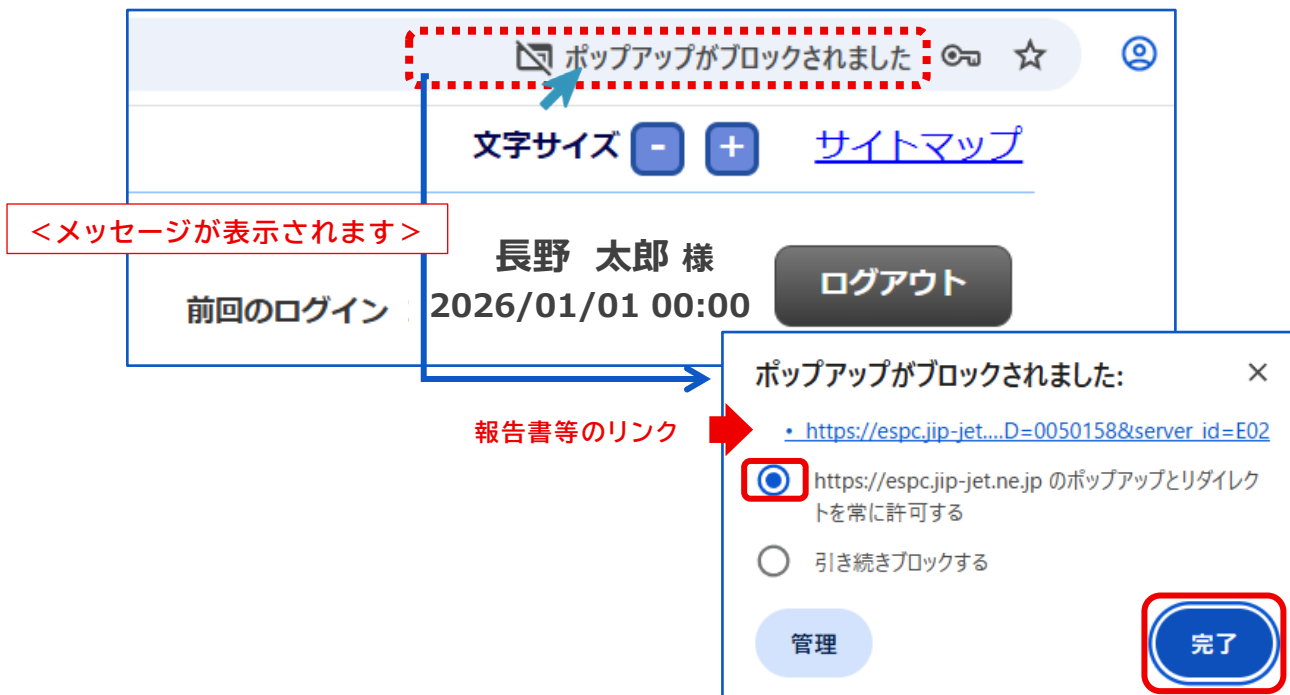 ポップアップがブロックされました
文字サイズ - + サイトマップ
<メッセージが表示されます>
長野 太郎 様
ログアウト
前回のログイン : 2026/01/01 00:00
ポップアップがブロックされました: ×
報告書等のリンク
• https://espc.jip-jet....D=0050158&server_id=E02
https://espc.jip-jet.ne.jp のポップアップとリダイレク
トを常に許可する
引き続きブロックする
管理 完了